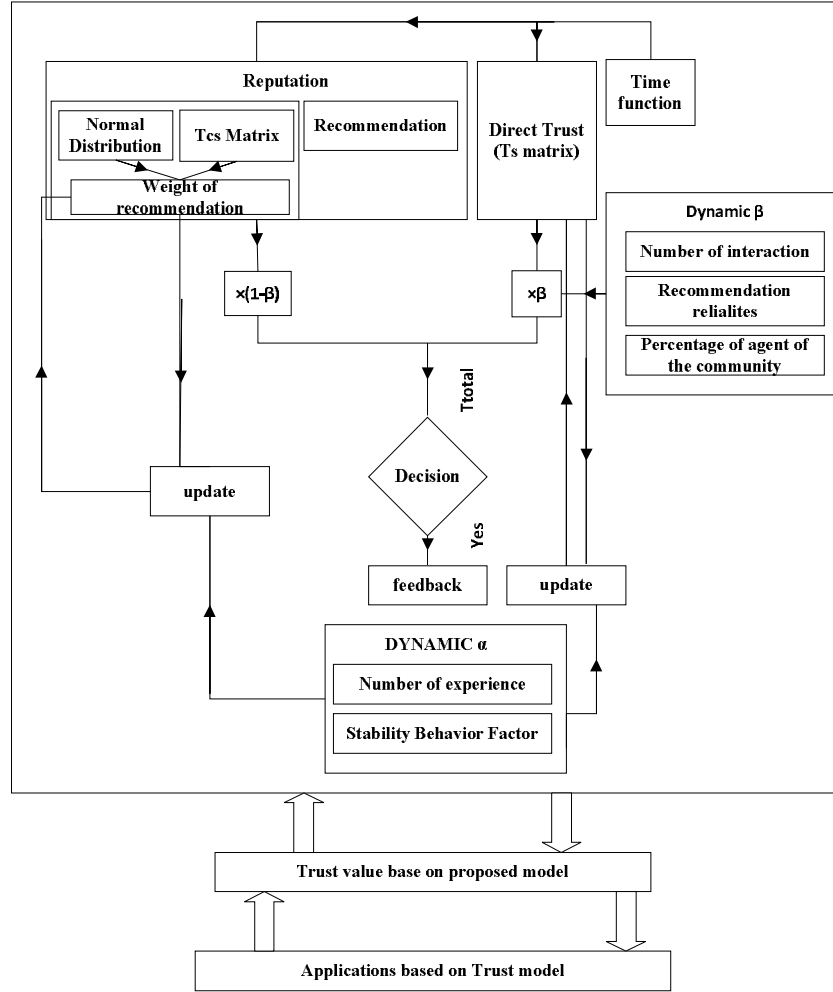 Reputation
Normal
Distribution
Tcs Matrix
Recommendation
Weight of
recommendation
Direct Trust
(Ts matrix)
Time
function
Dynamic β
Number of interaction
Recommendation
relialites
Percentage of agent of
the community
×(1-β)
×β
Ttotal
Decision
Yes
update
feedback
update
DYNAMIC α
Number of experience
Stability Behavior Factor
Trust value base on proposed model
Applications based on Trust model